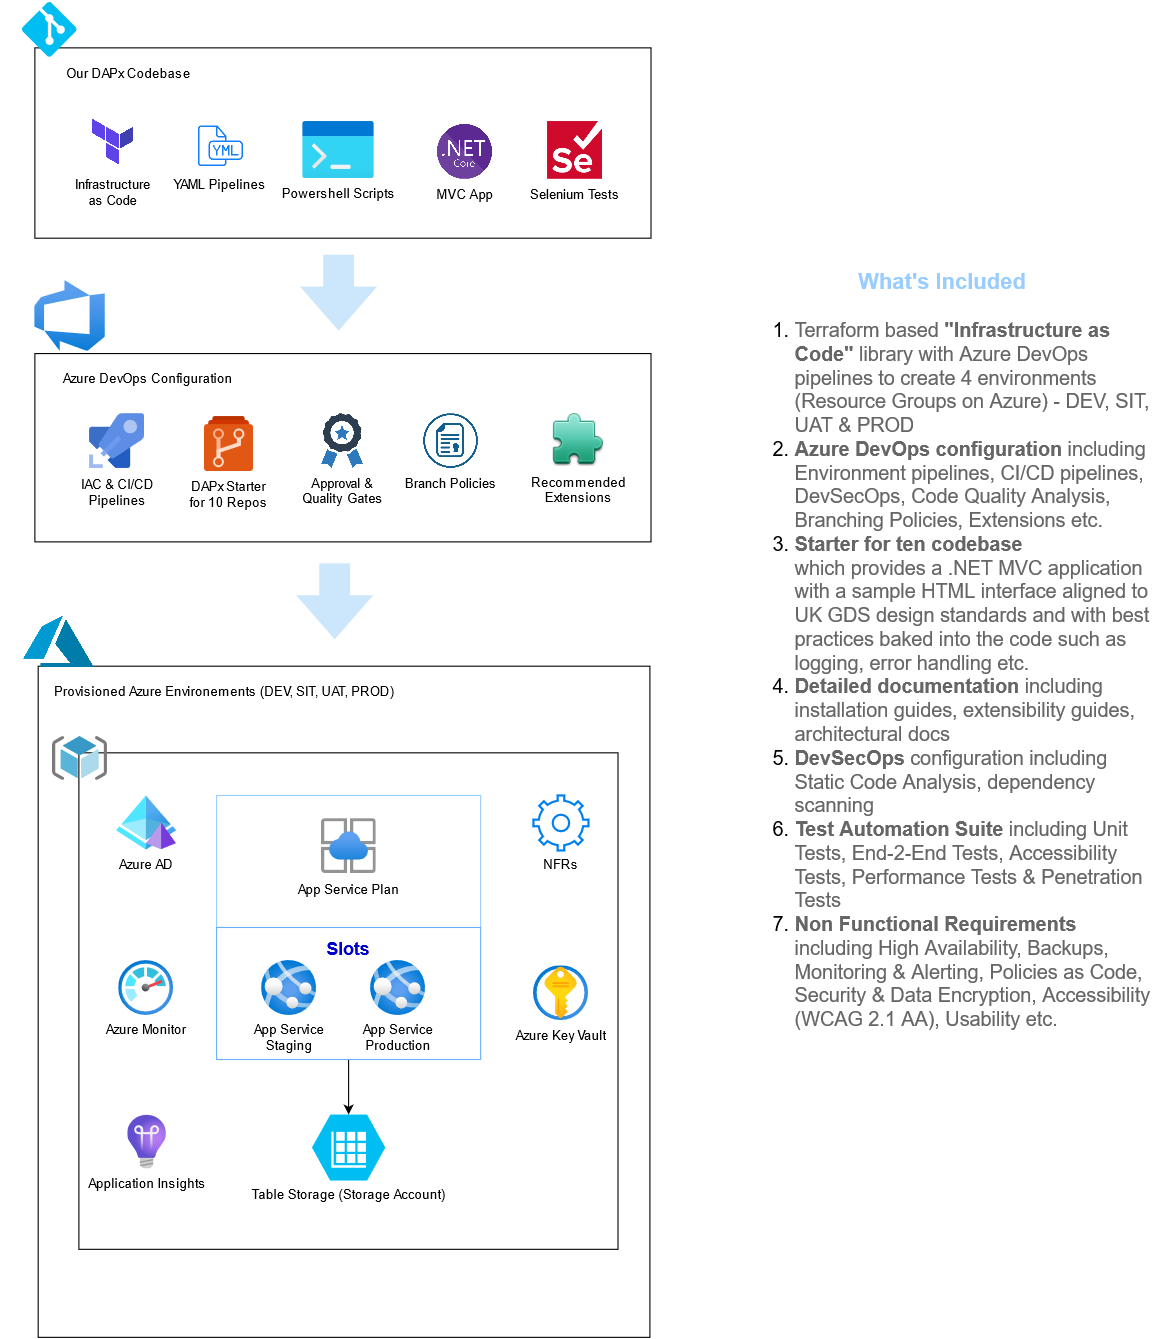 Our DAPx Codebase
Infrastructure
as Code
YML
YAML Pipelines
Powershell Scripts
.NET
Core
MVC App
Se
Selenium Tests
Azure DevOps Configuration
IAC & CI/CD
Pipelines
DAPx Starter
for 10 Repos
Approval &
Quality Gates
Branch Policies
Recommended
Extensions
Provisioned Azure Environements (DEV, SIT, UAT, PROD)
Azure AD
App Service Plan
NFRs
Slots
Azure Monitor
App Service
Staging
App Service
Production
Azure Key Vault
Application Insights
Table Storage (Storage Account)
What's Included
1. Terraform based "Infrastructure as
Code" library with Azure DevOps
pipelines to create 4 environments
(Resource Groups on Azure) - DEV, SIT,
UAT & PROD
2. Azure DevOps configuration including
Environment pipelines, CI/CD pipelines,
DevSecOps, Code Quality Analysis,
Branching Policies, Extensions etc.
3. Starter for ten codebase
which provides a .NET MVC application
with a sample HTML interface aligned to
UK GDS design standards and with best
practices baked into the code such as
logging, error handling etc.
4. Detailed documentation including
installation guides, extensibility guides,
architectural docs
5. DevSecOps configuration including
Static Code Analysis, dependency
scanning
6. Test Automation Suite including Unit
Tests, End-2-End Tests, Accessibility
Tests, Performance Tests & Penetration
Tests
7. Non Functional Requirements
including High Availability, Backups,
Monitoring & Alerting, Policies as Code,
Security & Data Encryption, Accessibility
(WCAG 2.1 AA), Usability etc.